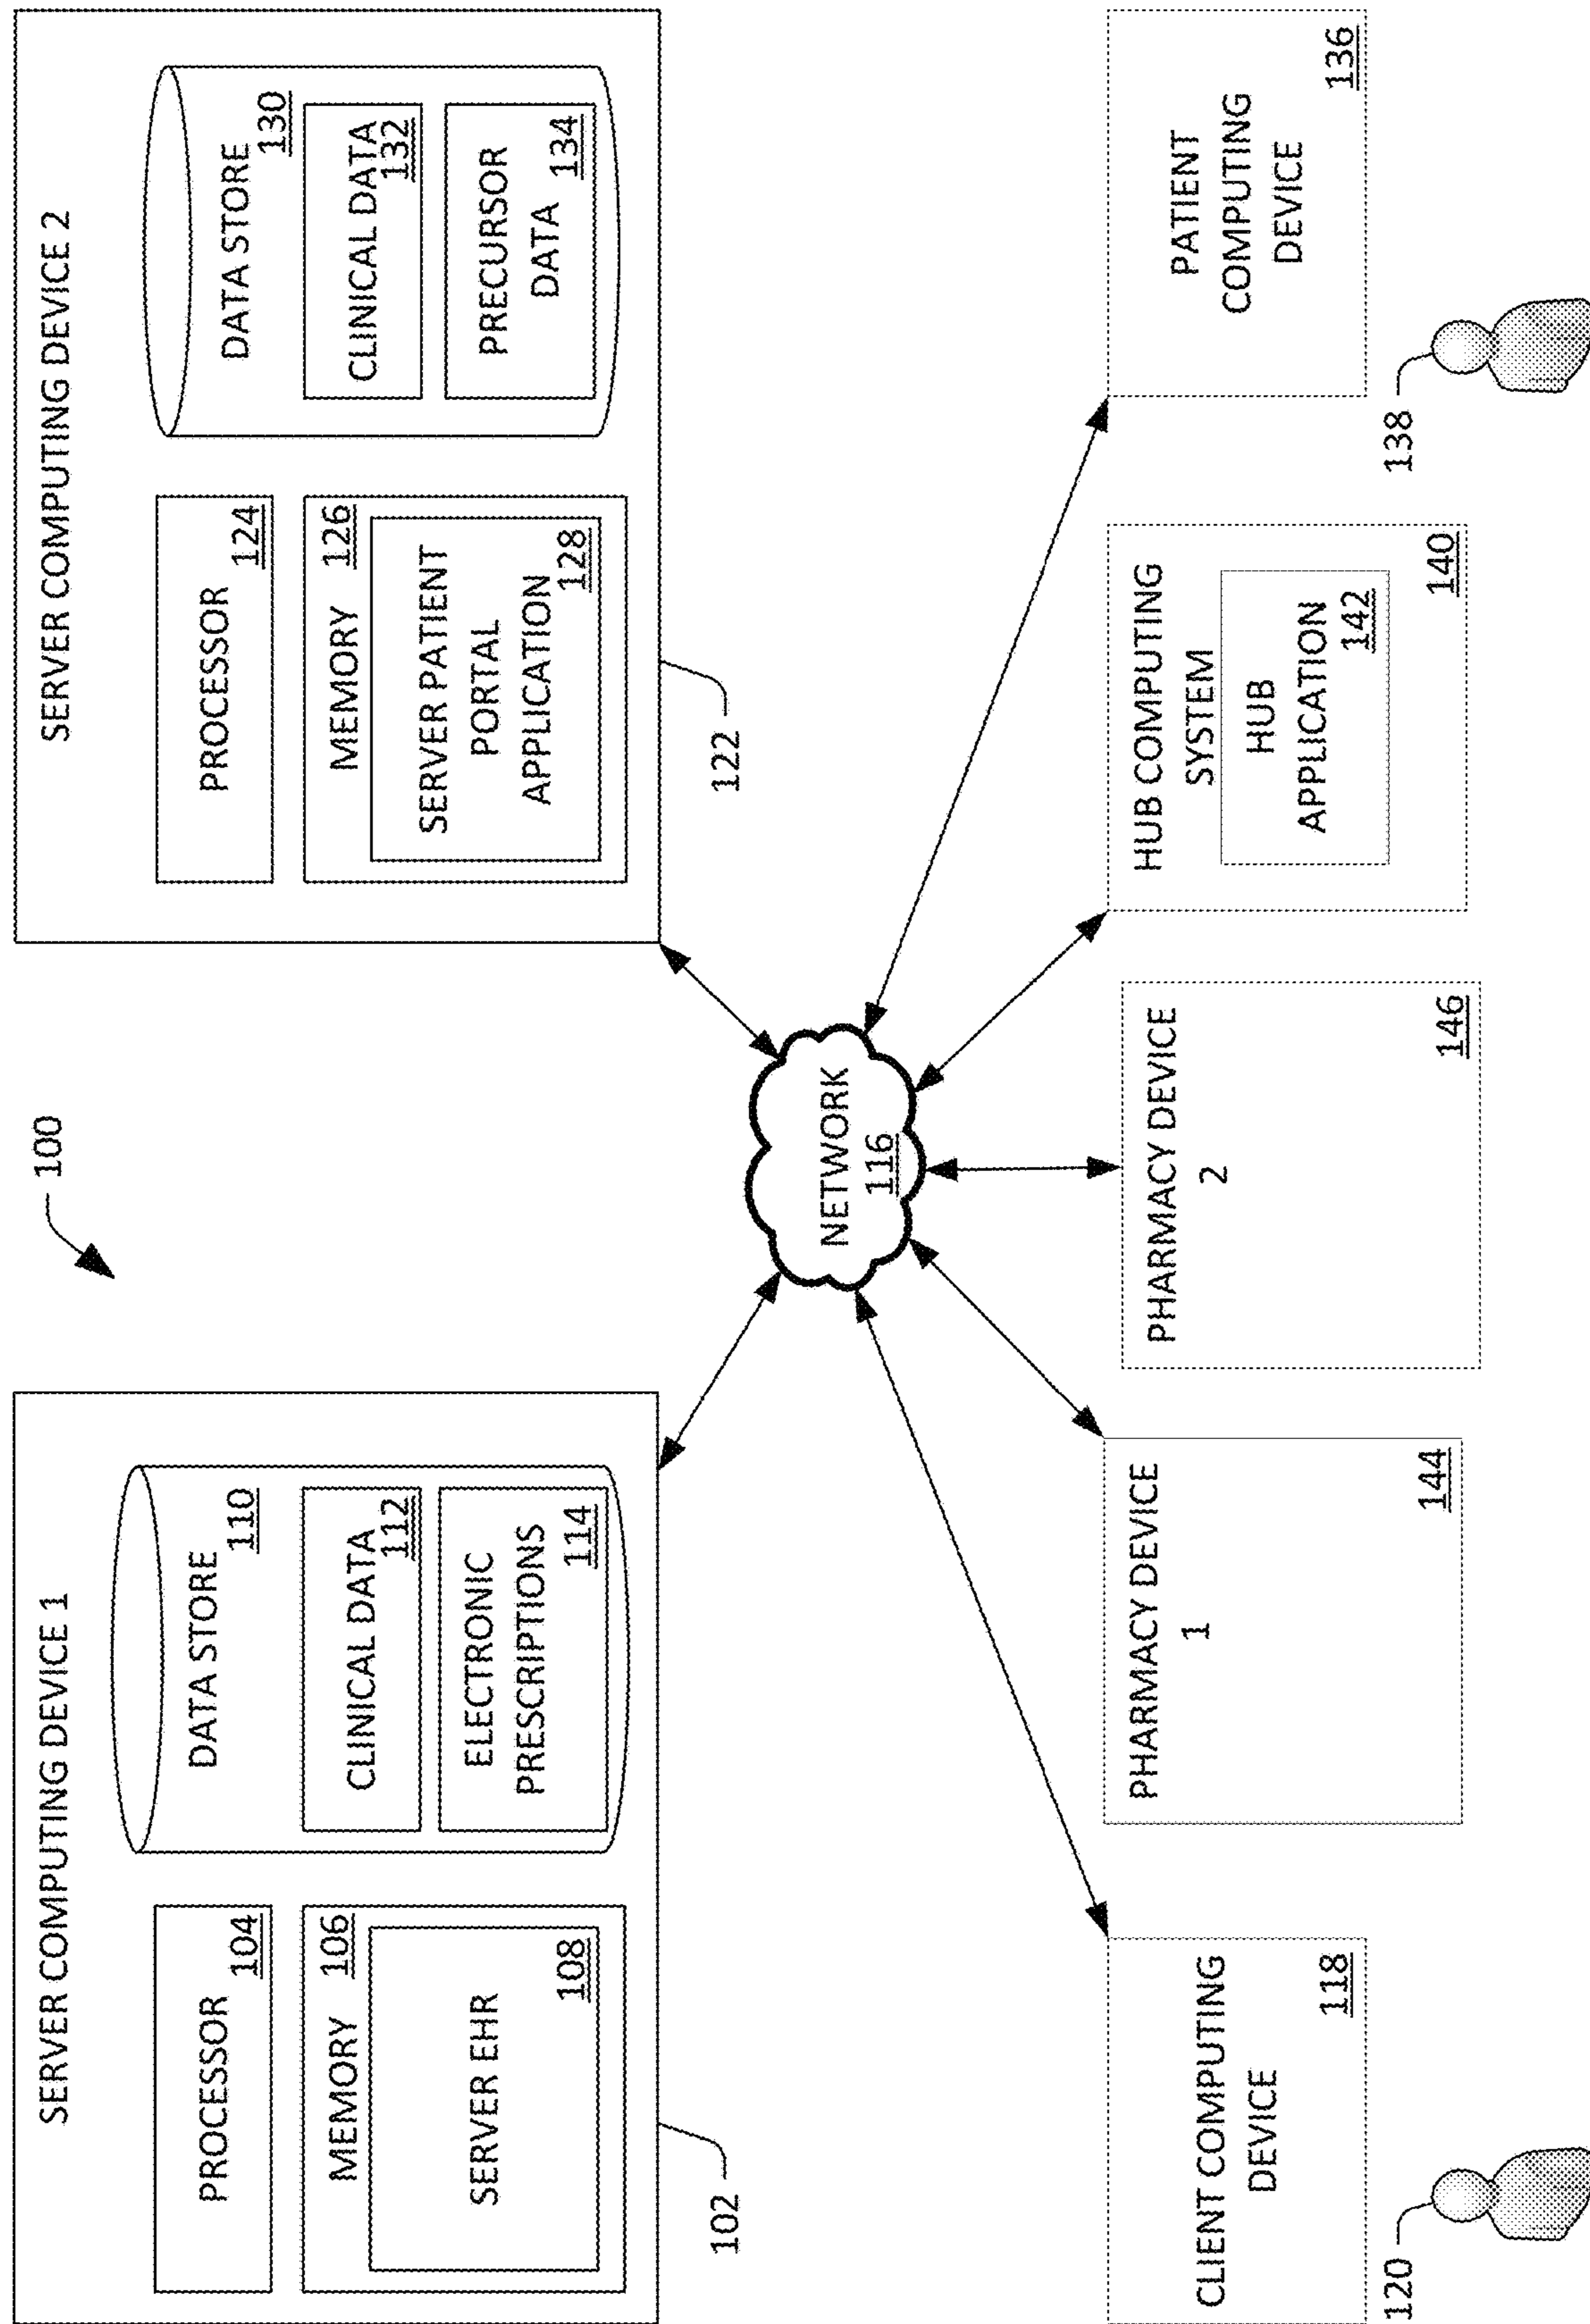 100
SERVER COMPUTING DEVICE 1
PROCESSOR
104
MEMORY 106
SERVER EHR
108
DATA STORE
110
CLINICAL DATA
112
ELECTRONIC
PRESCRIPTIONS
114
102
SERVER COMPUTING DEVICE 2
PROCESSOR
124
MEMORY 126
SERVER PATIENT
PORTAL
APPLICATION
128
DATA STORE
130
CLINICAL DATA
132
PRECURSOR
DATA
134
122
NETWORK
116
CLIENT COMPUTING
DEVICE
118
120
PHARMACY DEVICE
1
144
PHARMACY DEVICE
2
146
HUB COMPUTING
SYSTEM
HUB
APPLICATION
142
140
PATIENT
COMPUTING
DEVICE
136
138